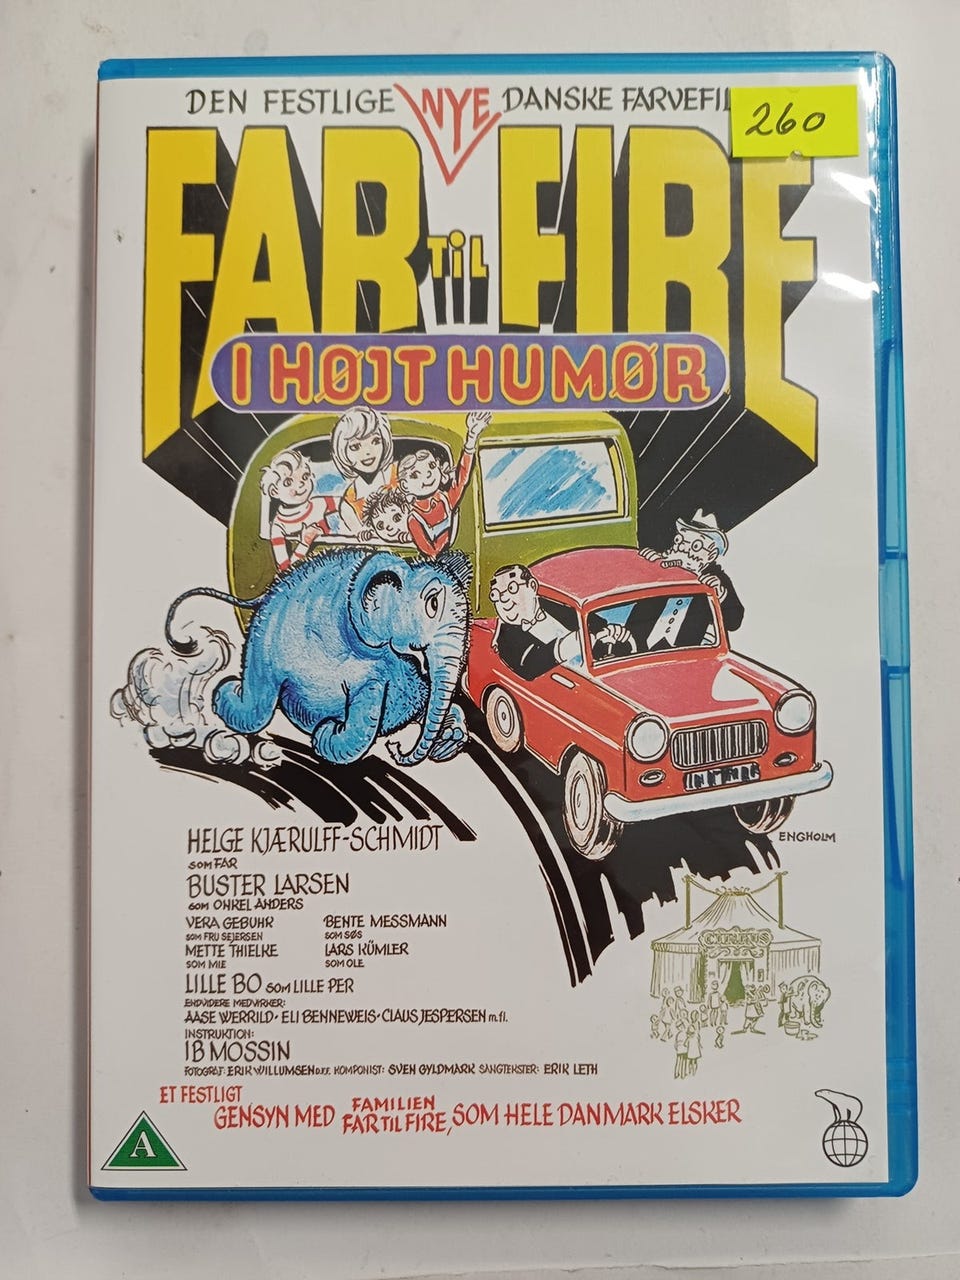 DEN FESTLIGE NYE DANSKE FARVEFI
260
FAR TiL FIRE
I HØJT HUMØR
ENGHOLM
HELGE KJÆRULFF-SCHMIDT
SOM FAR
BUSTER LARSEN
SOM ONKEL ANDERS
VERA GEBUHR BENTE MESSMANN
SOM FRU SEJERSEN SOM SØS
METTE THIELKE LARS KÜMLER
SOM MIE SOM OLE
LILLE BO SOM LILLE PER
ENDVIDERE MEDVIRKER:
AASE WERRILD · ELI BENNEWEIS · CLAUS JESPERSEN m.fl.
INSTRUKTION:
IB MOSSIN
FOTOGRAF: ERIK WILLUMSEN D.F.F. KOMPONIST: SVEN GYLDMARK SANGTEKSTER: ERIK LETH
CIRKUS
ET FESTLIGT
GENSYN MED FAMILIEN FAR TIL FIRE, SOM HELE DANMARK ELSKER
A